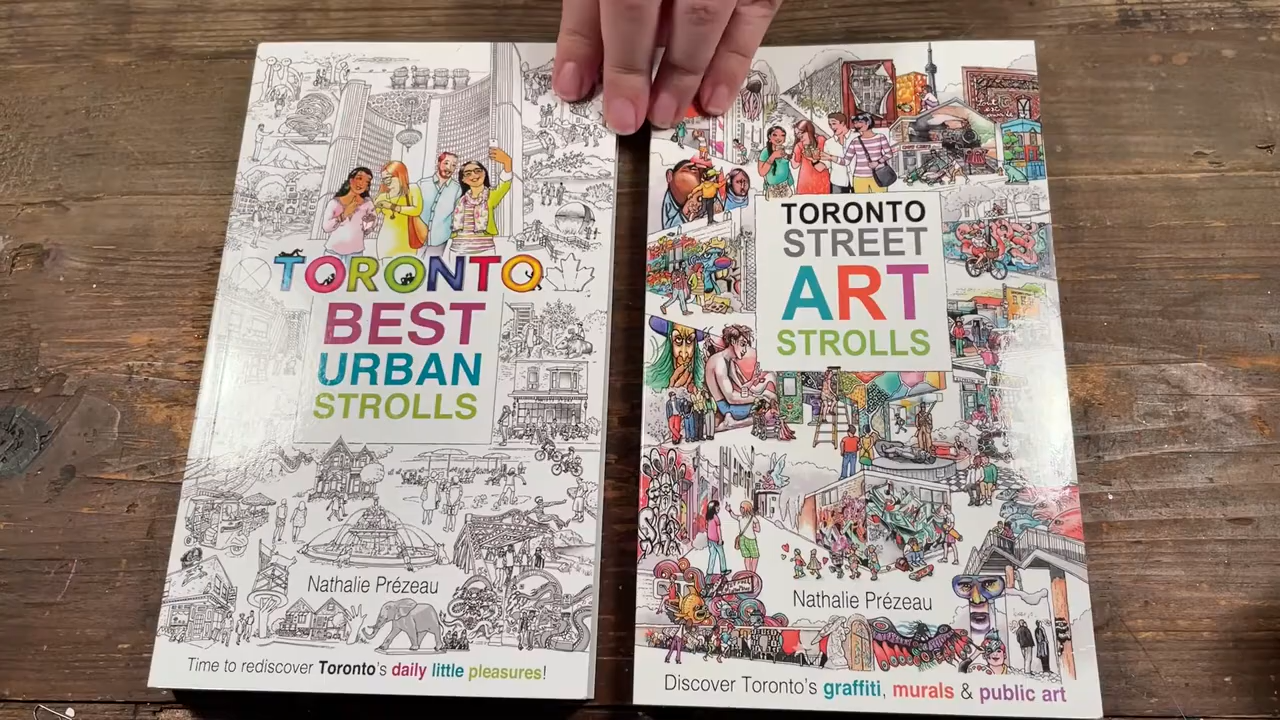 TORONTO
BEST
URBAN
STROLLS
Nathalie Prézeau
Time to rediscover Toronto's daily little pleasures!
TORONTO
STREET
ART
STROLLS
Nathalie Prézeau
Discover Toronto's graffiti, murals & public art